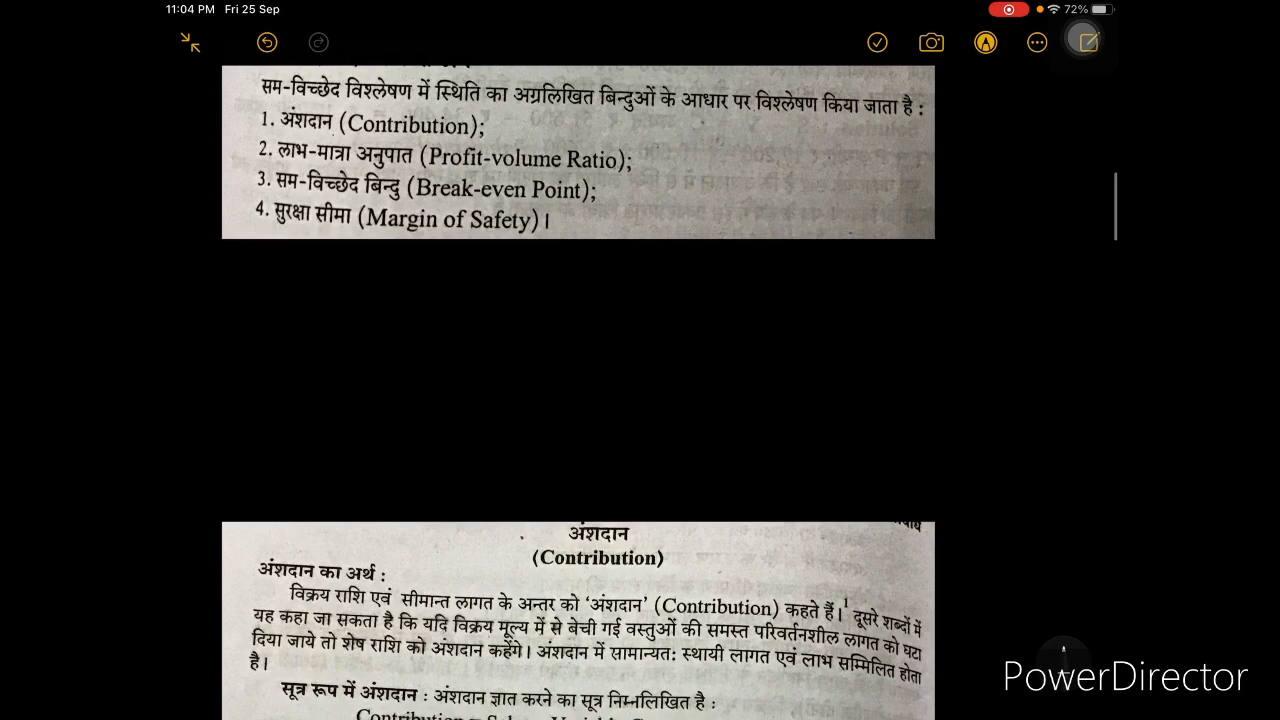 11:04 PM Fri 25 Sep
72%
सम-विच्छेद विश्लेषण में स्थिति का अग्रलिखित बिन्दुओं के आधार पर विश्लेषण किया जाता है :
1. अंशदान (Contribution);
2. लाभ-मात्रा अनुपात (Profit-volume Ratio);
3. सम-विच्छेद बिन्दु (Break-even Point);
4. सुरक्षा सीमा (Margin of Safety) ।
अंशदान
(Contribution)
अंशदान का अर्थ :
विक्रय राशि एवं सीमान्त लागत के अन्तर को ‘अंशदान’ (Contribution) कहते हैं।1 दूसरे शब्दों में
यह कहा जा सकता है कि यदि विक्रय मूल्य में से बेची गई वस्तुओं की समस्त परिवर्तनशील लागत को घटा
दिया जाये तो शेष राशि को अंशदान कहेंगे। अंशदान में सामान्यत: स्थायी लागत एवं लाभ सम्मिलित होता
है।
सूत्र रूप में अंशदान : अंशदान ज्ञात करने का सूत्र निम्नलिखित है :
PowerDirector